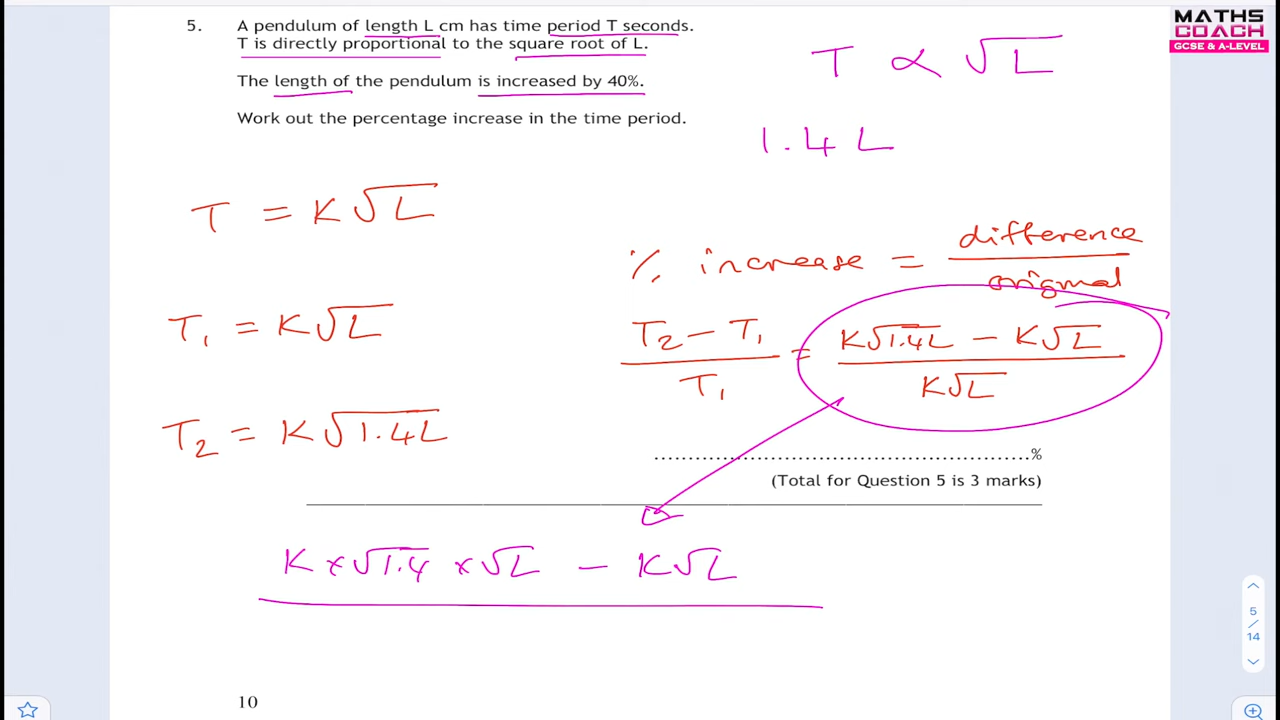 MATHS
COACH
GCSE & A-LEVEL
5. A pendulum of length L cm has time period T seconds.
T is directly proportional to the square root of L.
The length of the pendulum is increased by 40%.
Work out the percentage increase in the time period.
T ∝ √L
1.4 L
T = K√L
% increase = difference / original
T₁ = K√L
(T₂ − T₁) / T₁ = (K√1.4L − K√L) / K√L
T₂ = K√1.4L
................................................%
(Total for Question 5 is 3 marks)
K × √1.4 × √L − K√L
10
5
/
14